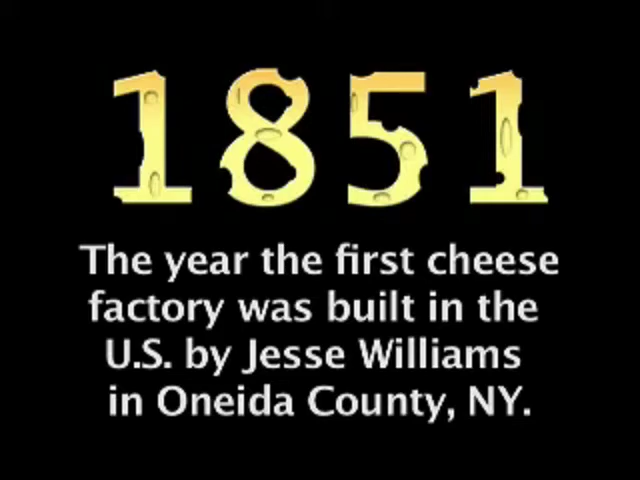 1851
The year the first cheese
factory was built in the
U.S. by Jesse Williams
in Oneida County, NY.